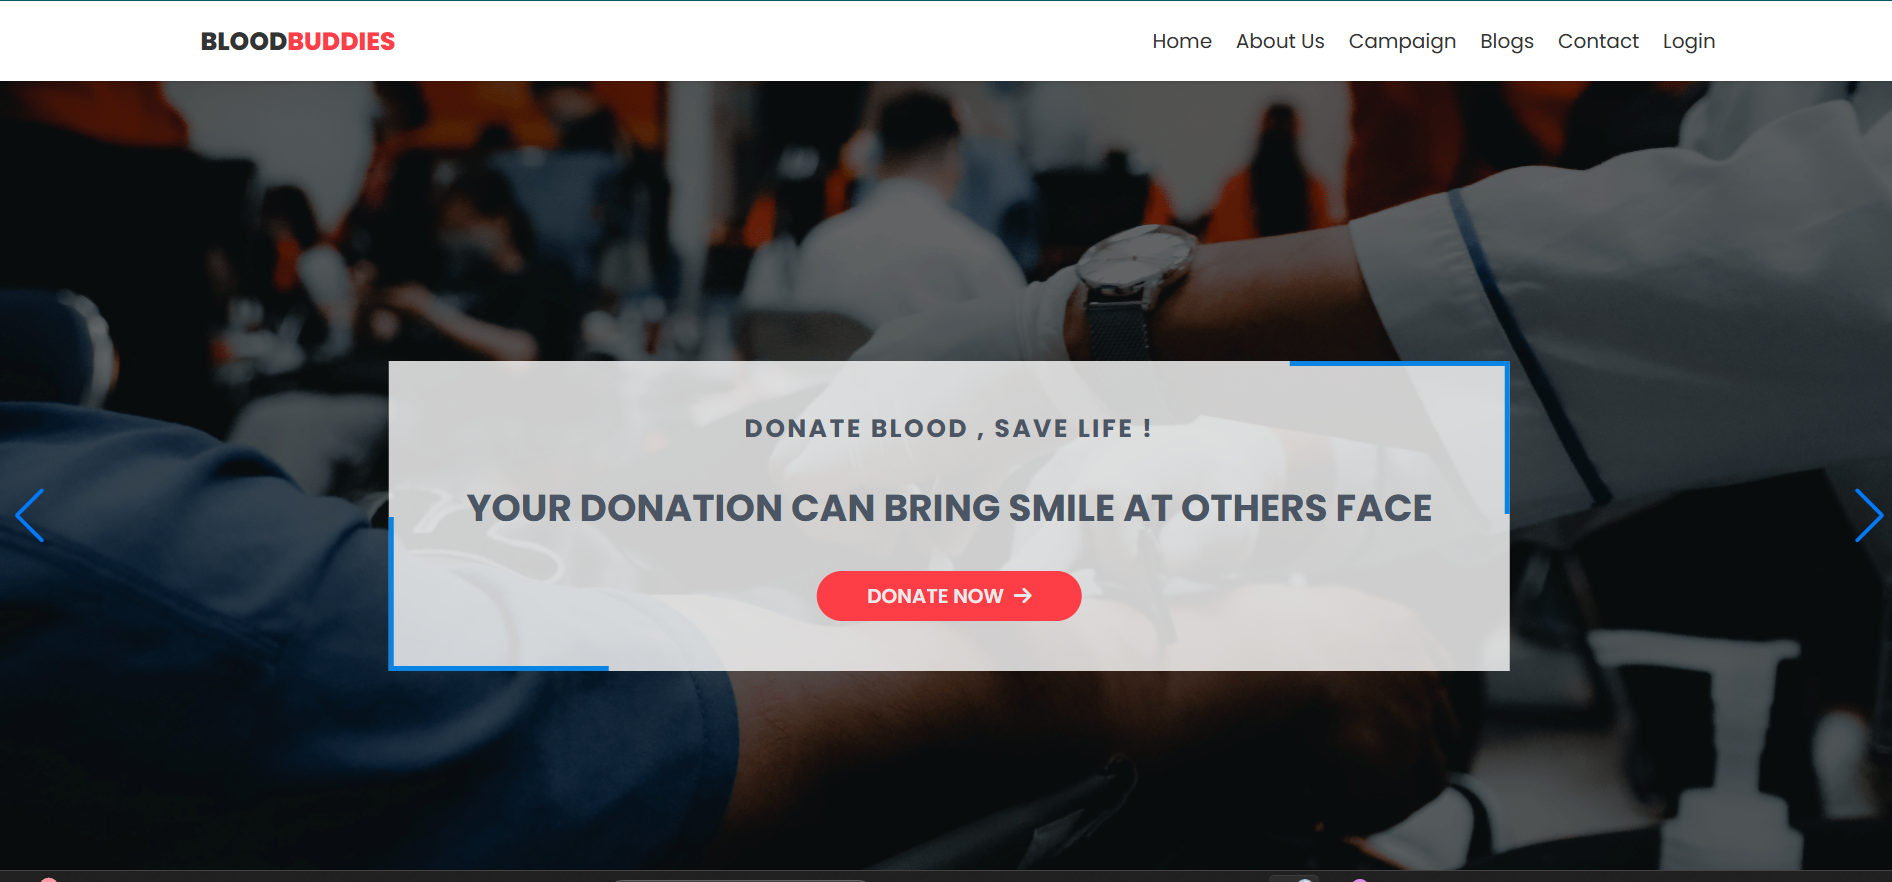 BLOODBUDDIES
Home About Us Campaign Blogs Contact Login
DONATE BLOOD , SAVE LIFE !
YOUR DONATION CAN BRING SMILE AT OTHERS FACE
DONATE NOW →